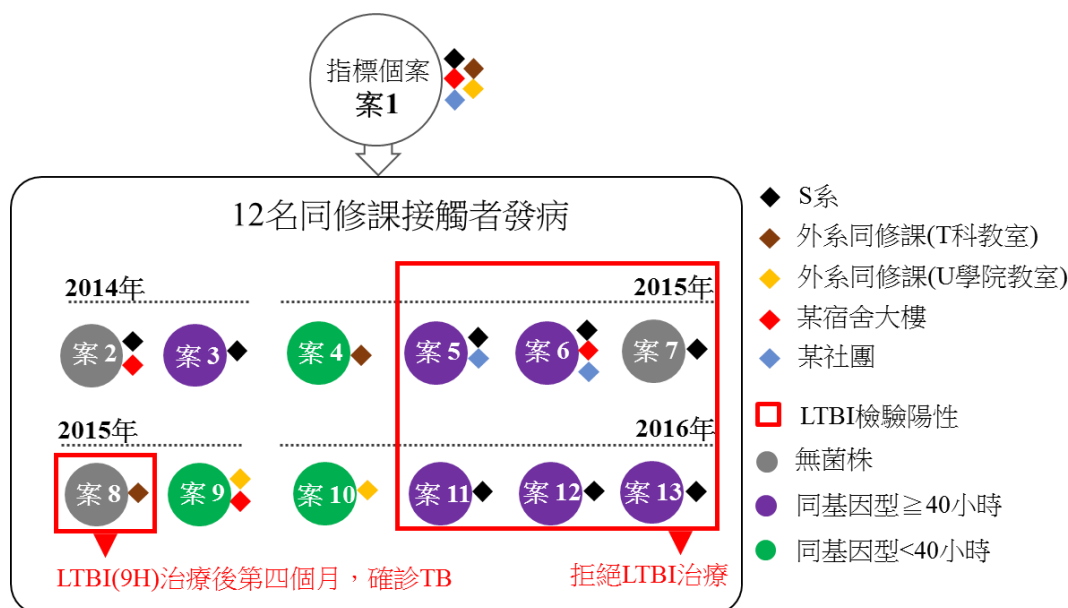 指標個案
案1
12名同修課接觸者發病
2014年
2015年
案2
案3
案4
案5
案6
案7
2015年
2016年
案8
案9
案10
案11
案12
案13
LTBI(9H)治療後第四個月，確診TB
拒絕LTBI治療
S系
外系同修課(T科教室)
外系同修課(U學院教室)
某宿舍大樓
某社團
LTBI檢驗陽性
無菌株
同基因型≧40小時
同基因型<40小時